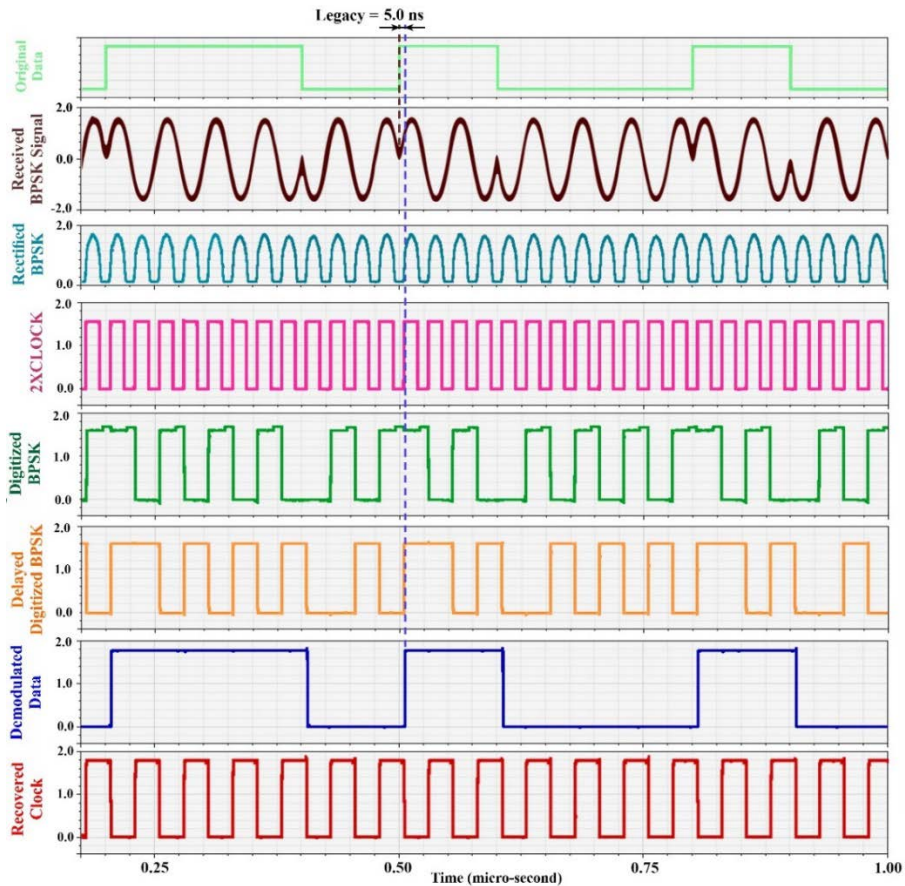 Legacy = 5.0 ns
Original
Data
Received
BPSK Signal
2.0
0.0
-2.0
Rectified
BPSK
2.0
0.0
2XCLOCK
2.0
1.0
0.0
Digitized
BPSK
2.0
1.0
0.0
Delayed
Digitized BPSK
2.0
1.0
0.0
Demodulated
Data
2.0
1.0
0.0
Recovered
Clock
2.0
1.0
0.0
0.25
0.50
0.75
1.00
Time (micro-second)